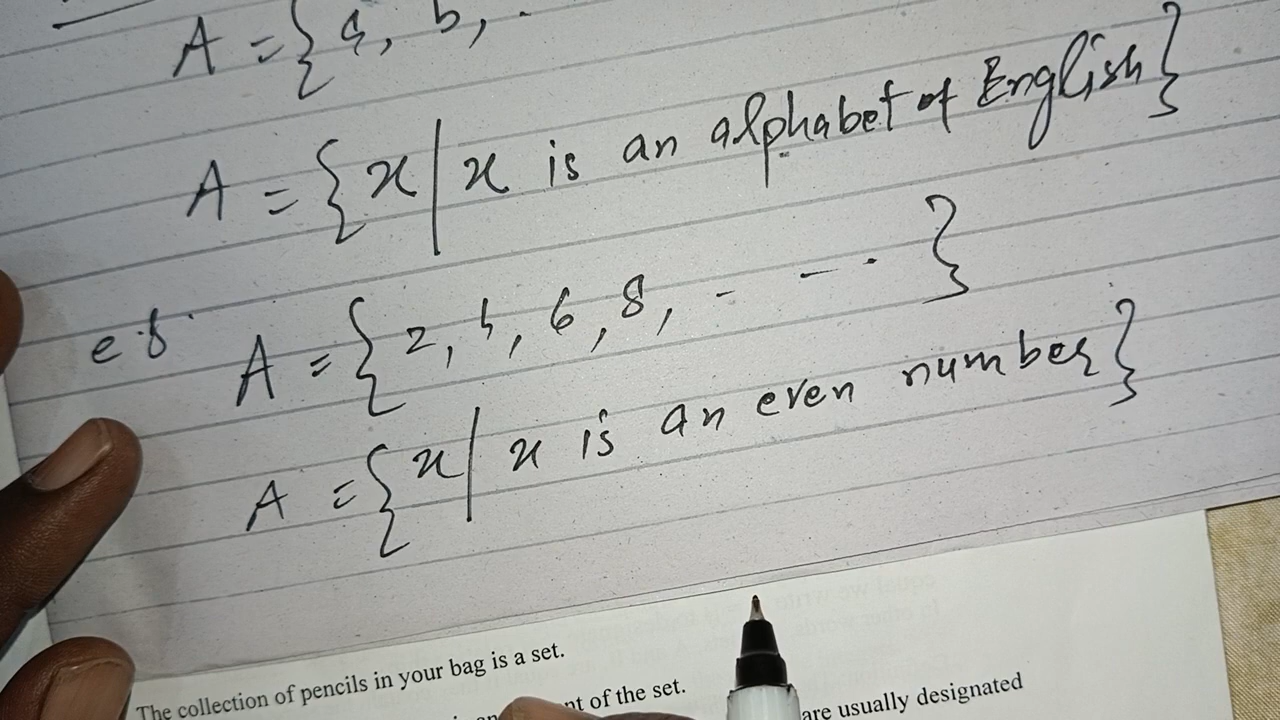 A = {a, b, .
A = {x | x is an alphabet of English}
e.g. A = {2, 4, 6, 8, - - - . }
A = {x | x is an even number}
The collection of pencils in your bag is a set.
nt of the set. are usually designated